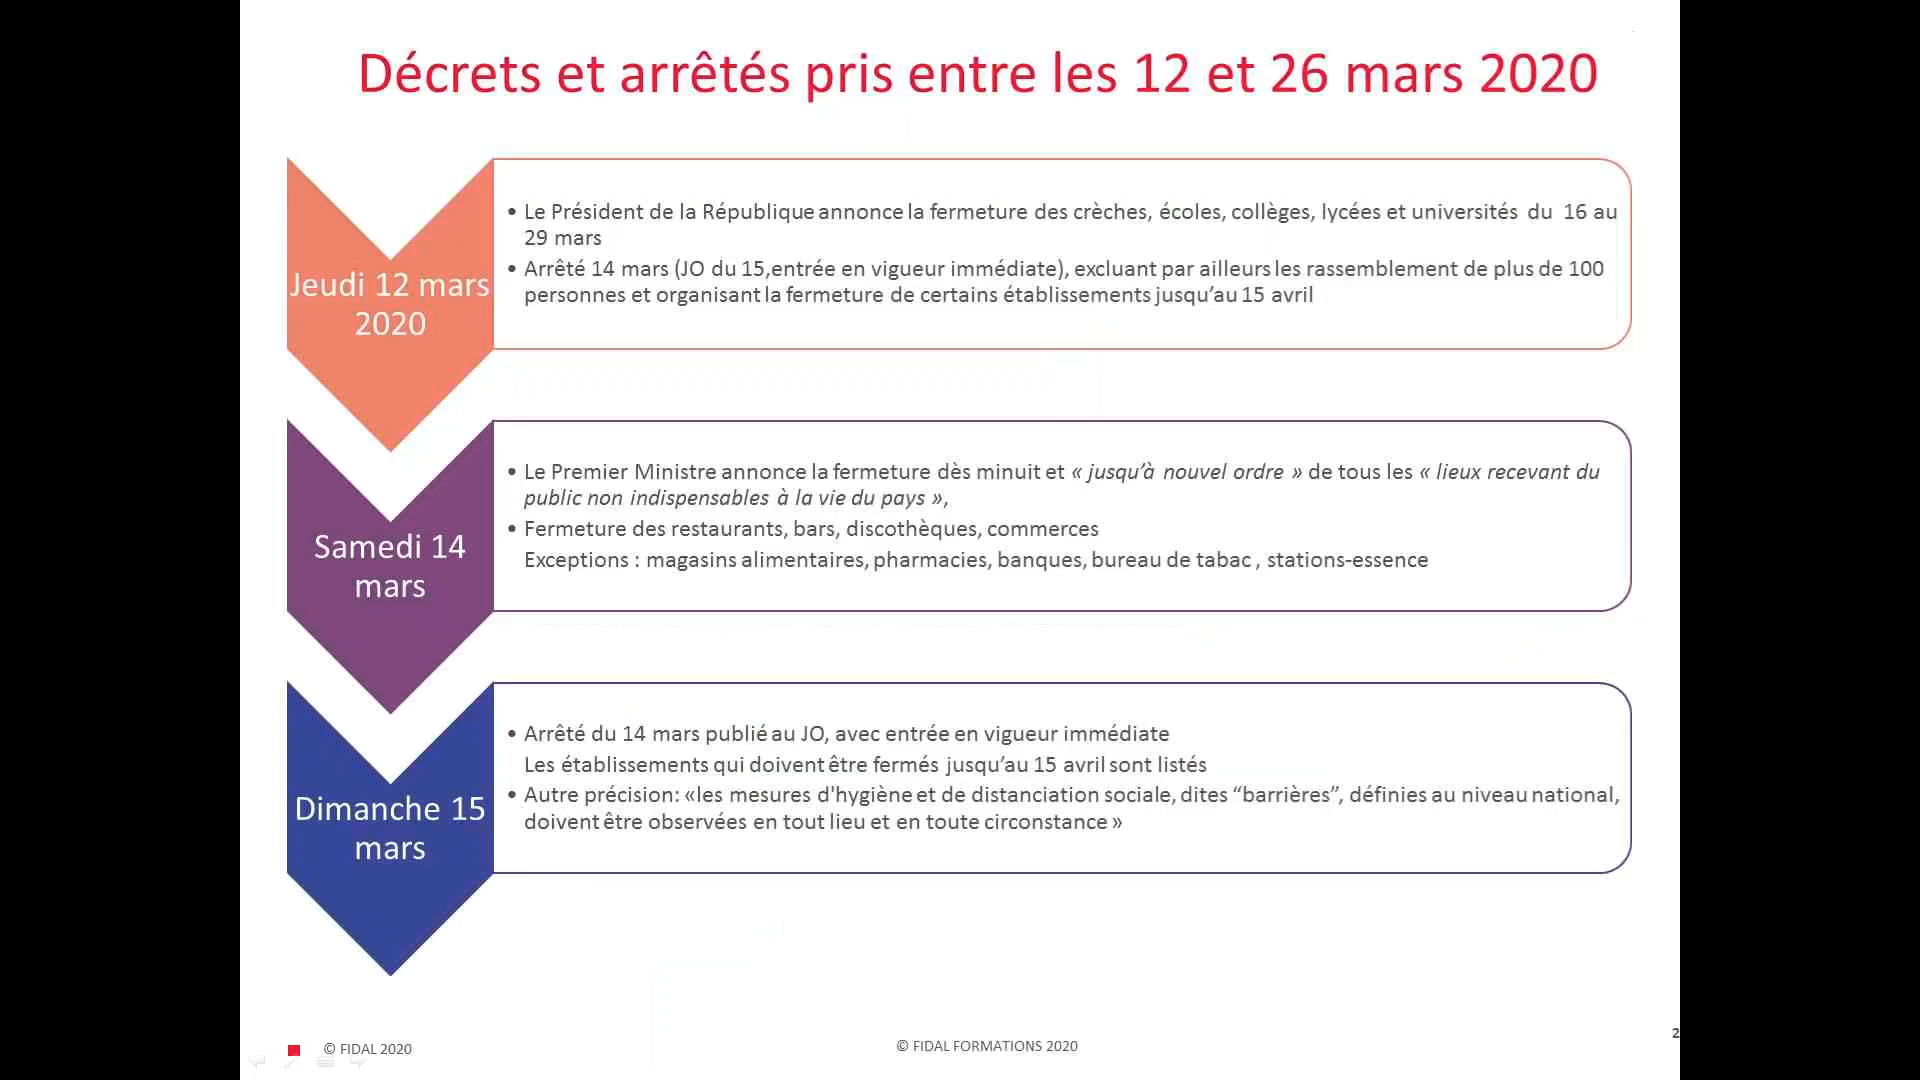 Décrets et arrêtés pris entre les 12 et 26 mars 2020
Jeudi 12 mars
2020
• Le Président de la République annonce la fermeture des crèches, écoles, collèges, lycées et universités du 16 au
29 mars
• Arrêté 14 mars (JO du 15,entrée en vigueur immédiate), excluant par ailleurs les rassemblement de plus de 100
personnes et organisant la fermeture de certains établissements jusqu’au 15 avril
Samedi 14
mars
• Le Premier Ministre annonce la fermeture dès minuit et « jusqu’à nouvel ordre » de tous les « lieux recevant du
public non indispensables à la vie du pays »,
• Fermeture des restaurants, bars, discothèques, commerces
Exceptions : magasins alimentaires, pharmacies, banques, bureau de tabac , stations-essence
Dimanche 15
mars
• Arrêté du 14 mars publié au JO, avec entrée en vigueur immédiate
Les établissements qui doivent être fermés jusqu’au 15 avril sont listés
• Autre précision: «les mesures d'hygiène et de distanciation sociale, dites “barrières”, définies au niveau national,
doivent être observées en tout lieu et en toute circonstance »
© FIDAL 2020
© FIDAL FORMATIONS 2020
2